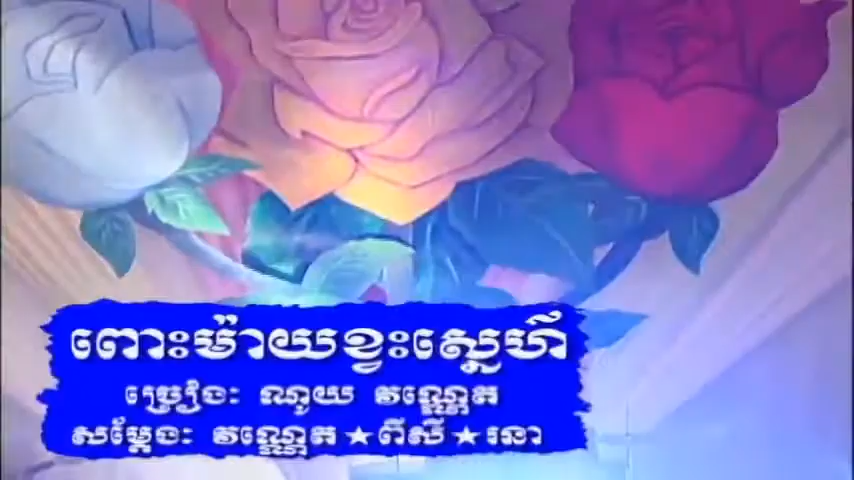 ពោះម៉ាយខ្វះស្នេហ៍
ច្រៀងៈ ណូយ វណ្ណេត
សម្តែងៈ វណ្ណេត★ពីសី★រនា